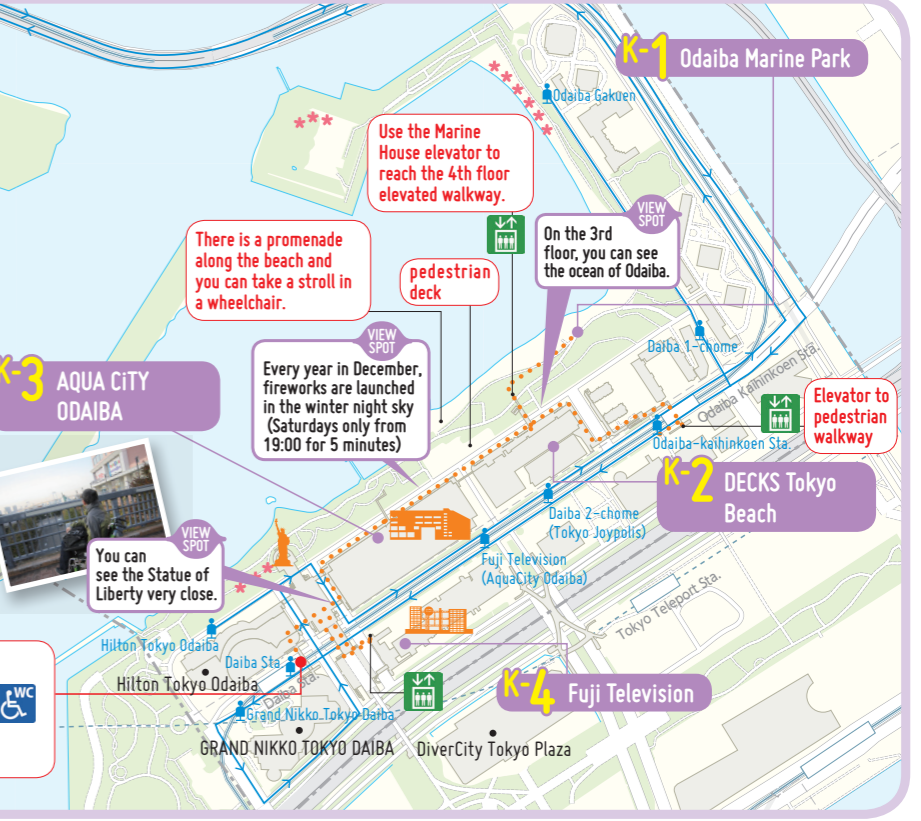 K-1 Odaiba Marine Park
Odaiba Gakuen
Use the Marine
House elevator to
reach the 4th floor
elevated walkway.
VIEW
SPOT
On the 3rd
floor, you can see
the ocean of Odaiba.
There is a promenade
along the beach and
you can take a stroll in
a wheelchair.
pedestrian
deck
VIEW
SPOT
Every year in December,
fireworks are launched
in the winter night sky
(Saturdays only from
19:00 for 5 minutes)
Daiba 1-chome
Odaiba Kaihinkoen Sta.
K-3 AQUA CiTY
ODAIBA
Elevator to
pedestrian
walkway
Odaiba-kaihinkoen Sta.
K-2 DECKS Tokyo
Beach
Daiba 2-chome
(Tokyo Joypolis)
VIEW
SPOT
You can
see the Statue of
Liberty very close.
Fuji Television
(AquaCity Odaiba)
Tokyo Teleport Sta.
Hilton Tokyo Odaiba
Daiba Sta.
Hilton Tokyo Odaiba
Daiba Sta.
WC
K-4 Fuji Television
Grand Nikko Tokyo Daiba
GRAND NIKKO TOKYO DAIBA
DiverCity Tokyo Plaza